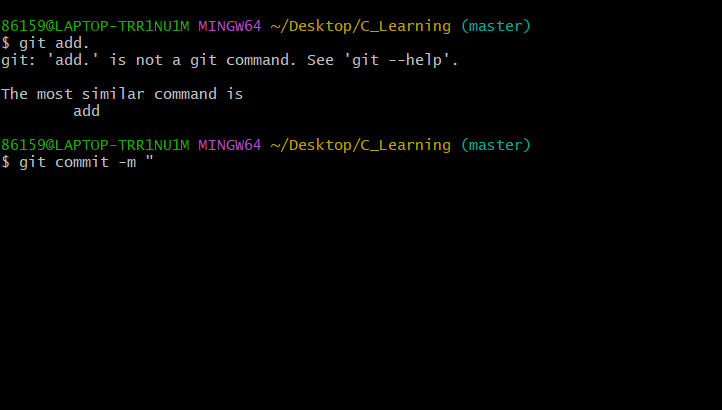 86159@LAPTOP-TRR1NU1M MINGW64 ~/Desktop/C_Learning (master)
$ git add.
git: 'add.' is not a git command. See 'git --help'.
The most similar command is
add
86159@LAPTOP-TRR1NU1M MINGW64 ~/Desktop/C_Learning (master)
$ git commit -m "